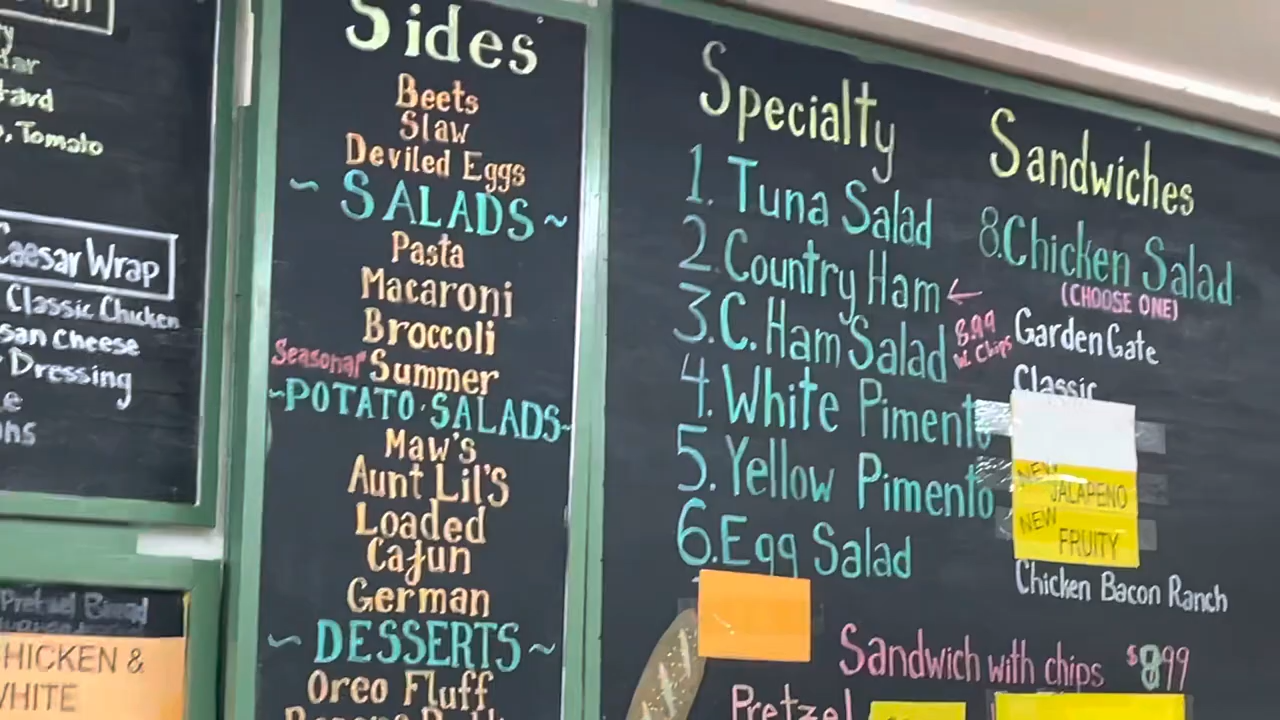 Tomato
Caesar Wrap
Classic Chicken
Cheese
Dressing
Pretzel Bread
CHICKEN &
WHITE
Sides
Beets
Slaw
Deviled Eggs
~ SALADS ~
Pasta
Macaroni
Broccoli
Seasonal Summer
~POTATO·SALADS~
Maw's
Aunt Lil's
Loaded
Cajun
German
~ DESSERTS ~
Oreo Fluff
Specialty Sandwiches
1. Tuna Salad
2. Country Ham
3. C. Ham Salad
8.99
W. Chips
4. White Pimento
5. Yellow Pimento
6. Egg Salad
8. Chicken Salad
(CHOOSE ONE)
Garden Gate
Classic
NEW JALAPENO
NEW FRUITY
Chicken Bacon Ranch
Sandwich with chips $8.99
Pretzel